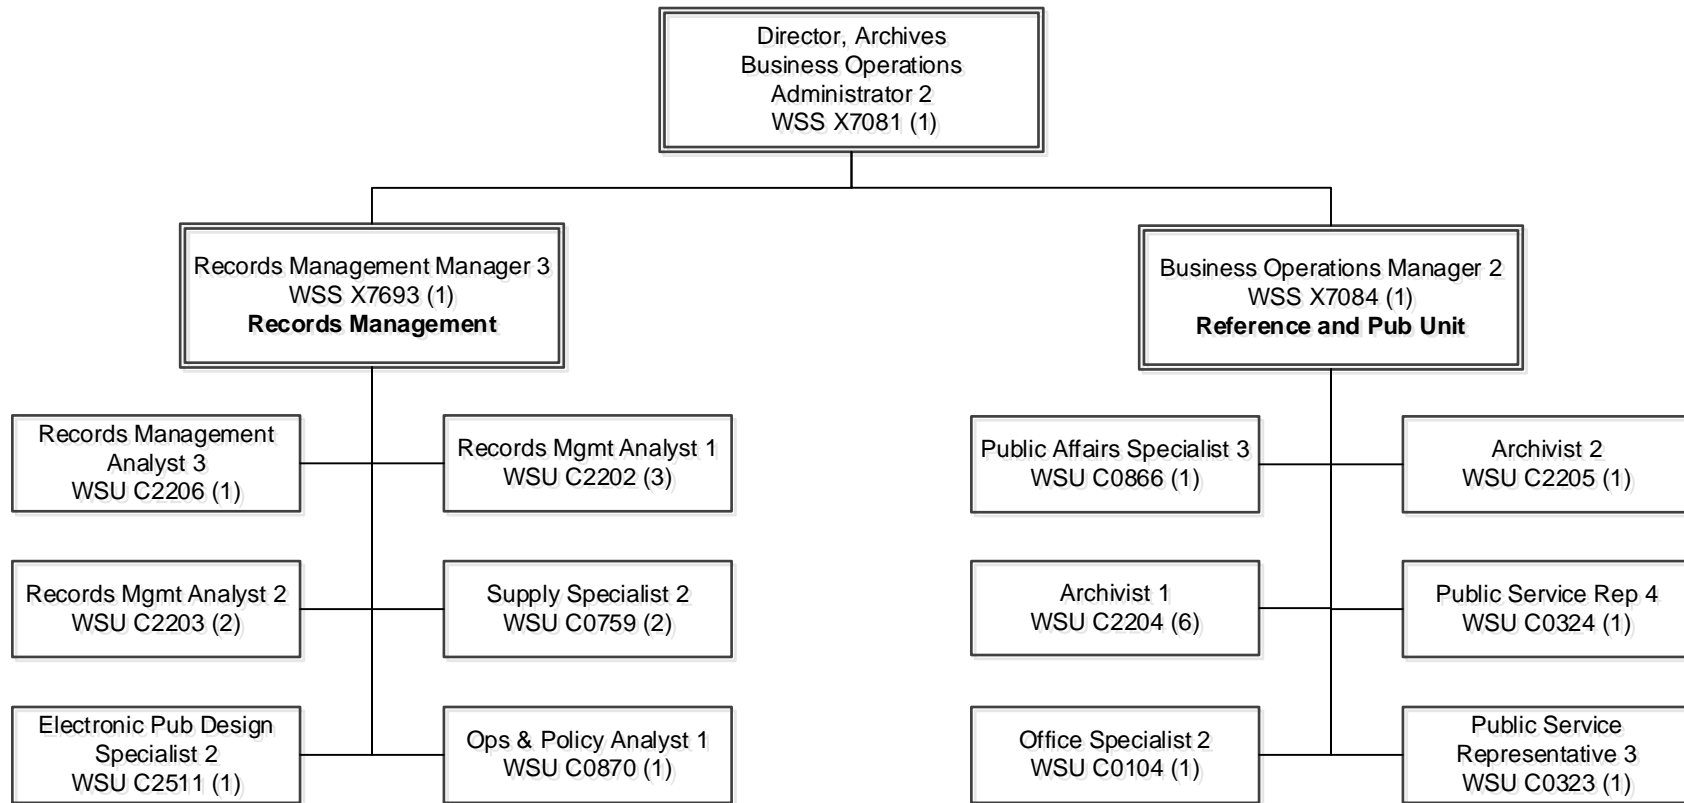 Director, Archives
Business Operations
Administrator 2
WSS X7081 (1)
Records Management Manager 3
WSS X7693 (1)
Records Management
Business Operations Manager 2
WSS X7084 (1)
Reference and Pub Unit
Records Management
Analyst 3
WSU C2206 (1)
Records Mgmt Analyst 1
WSU C2202 (3)
Public Affairs Specialist 3
WSU C0866 (1)
Archivist 2
WSU C2205 (1)
Records Mgmt Analyst 2
WSU C2203 (2)
Supply Specialist 2
WSU C0759 (2)
Archivist 1
WSU C2204 (6)
Public Service Rep 4
WSU C0324 (1)
Electronic Pub Design
Specialist 2
WSU C2511 (1)
Ops & Policy Analyst 1
WSU C0870 (1)
Office Specialist 2
WSU C0104 (1)
Public Service
Representative 3
WSU C0323 (1)